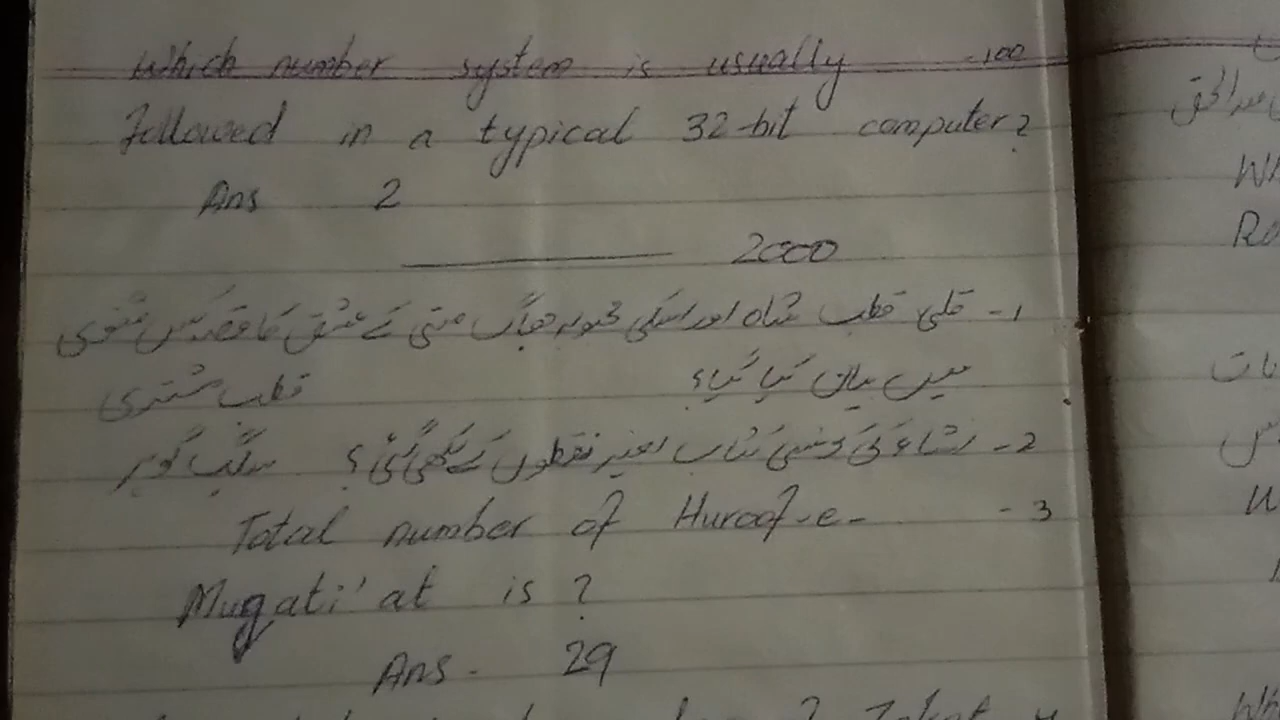 Which number system is usually -100
Followed in a typical 32-bit computer?
Ans 2
2000
1- قلی قطب شاہ اور اسکی محبوبہ بھاگ متی کے عشق کا قصہ کس مثنوی
میں بیان کیا گیا؟ قطب مشتری
2- انشاء کی کونسی کتاب بغیر نقطوں کے لکھی گئی؟ سلک گوہر
Total number of Huroof-e- -3
Muqati'at is ?
Ans- 29